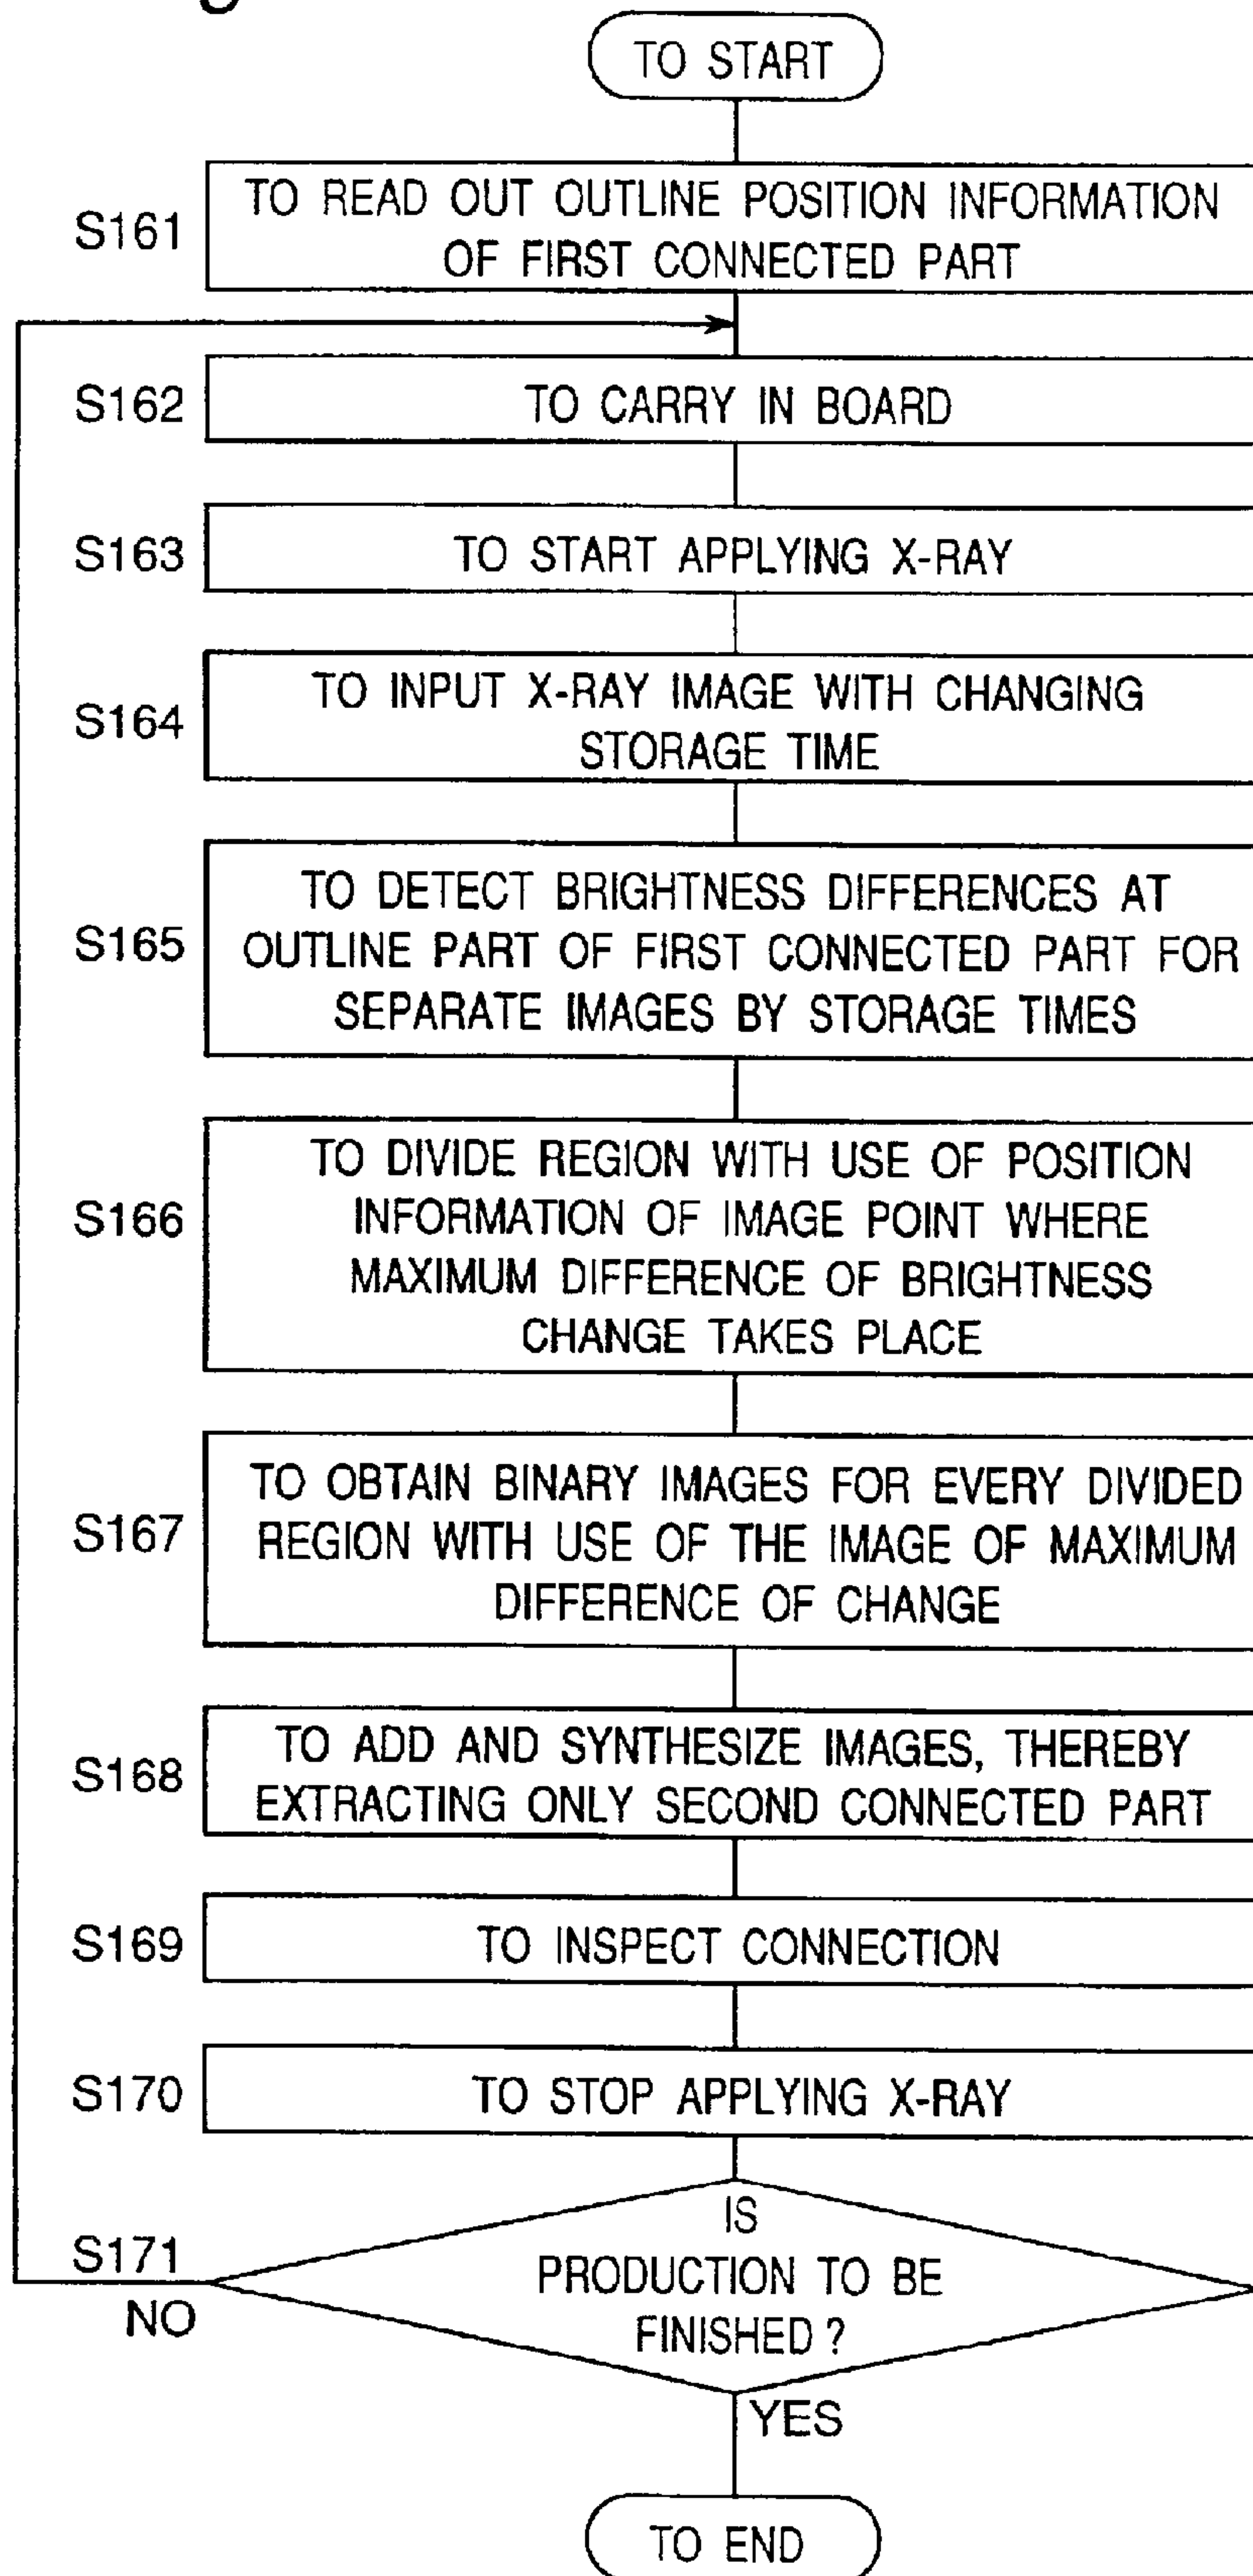 TO START
S161
TO READ OUT OUTLINE POSITION INFORMATION
OF FIRST CONNECTED PART
S162
TO CARRY IN BOARD
S163
TO START APPLYING X-RAY
S164
TO INPUT X-RAY IMAGE WITH CHANGING
STORAGE TIME
S165
TO DETECT BRIGHTNESS DIFFERENCES AT
OUTLINE PART OF FIRST CONNECTED PART FOR
SEPARATE IMAGES BY STORAGE TIMES
S166
TO DIVIDE REGION WITH USE OF POSITION
INFORMATION OF IMAGE POINT WHERE
MAXIMUM DIFFERENCE OF BRIGHTNESS
CHANGE TAKES PLACE
S167
TO OBTAIN BINARY IMAGES FOR EVERY DIVIDED
REGION WITH USE OF THE IMAGE OF MAXIMUM
DIFFERENCE OF CHANGE
S168
TO ADD AND SYNTHESIZE IMAGES, THEREBY
EXTRACTING ONLY SECOND CONNECTED PART
S169
TO INSPECT CONNECTION
S170
TO STOP APPLYING X-RAY
S171
IS
PRODUCTION TO BE
FINISHED ?
NO
YES
TO END